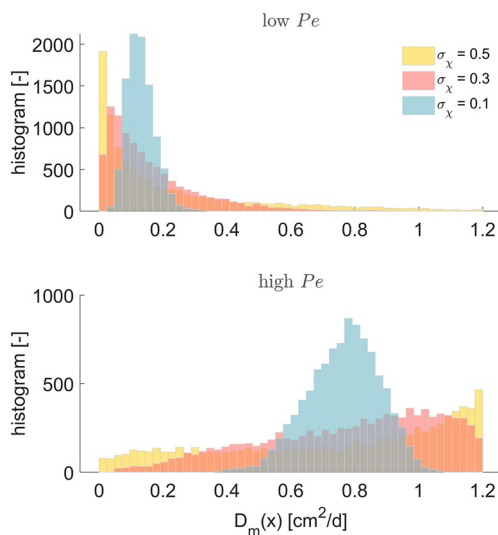 low Pe
2000
1500
1000
500
0
histogram [-]
σχ = 0.5
σχ = 0.3
σχ = 0.1
0 0.2 0.4 0.6 0.8 1 1.2
high Pe
1000
500
0
histogram [-]
0 0.2 0.4 0.6 0.8 1 1.2
Dm(x) [cm²/d]